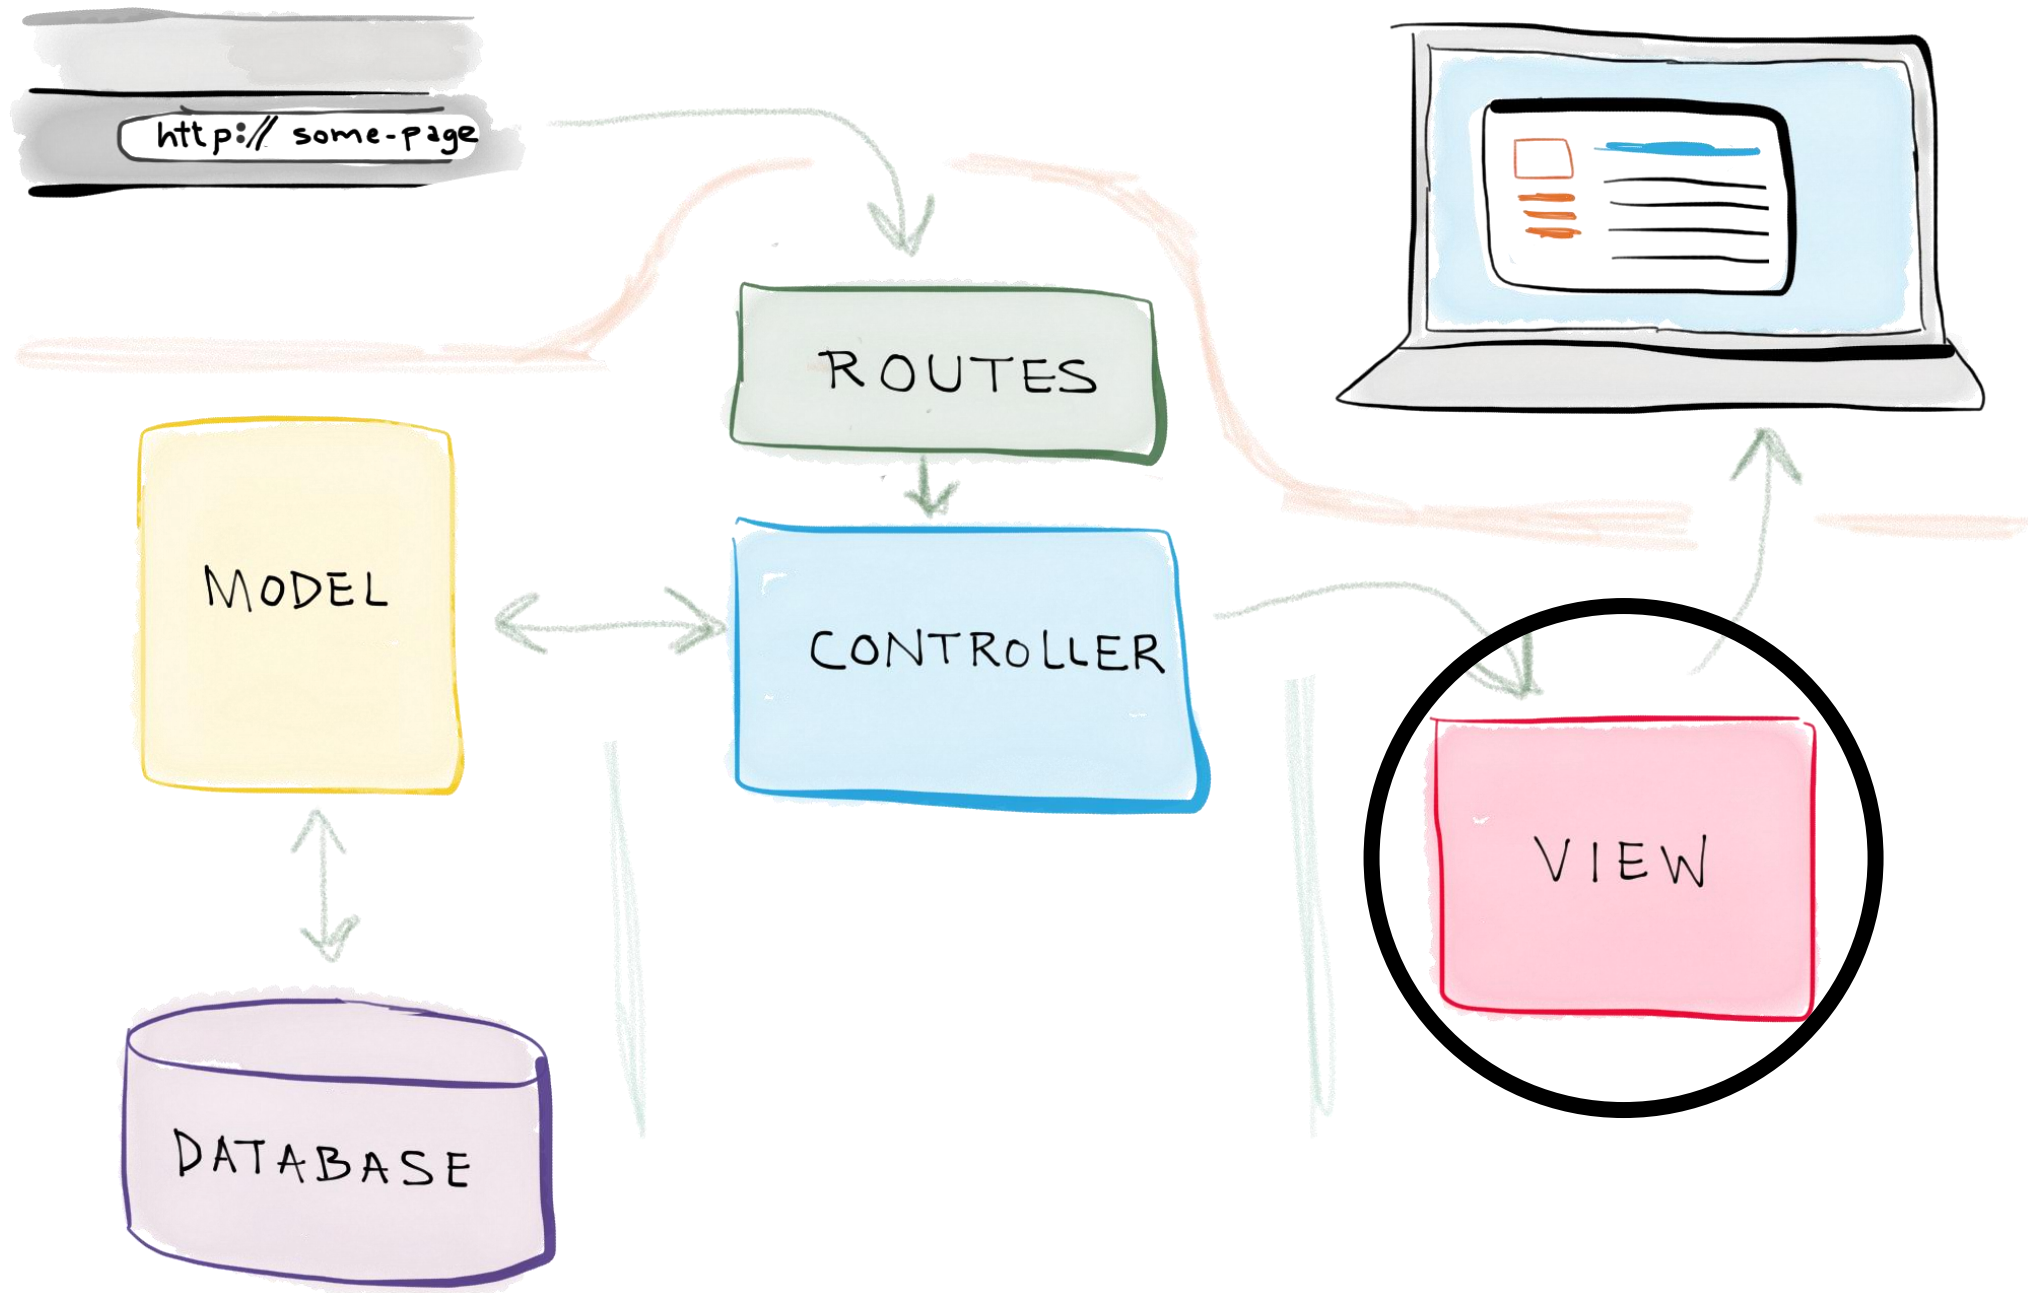 http:// some-page
ROUTES
MODEL
CONTROLLER
VIEW
DATABASE